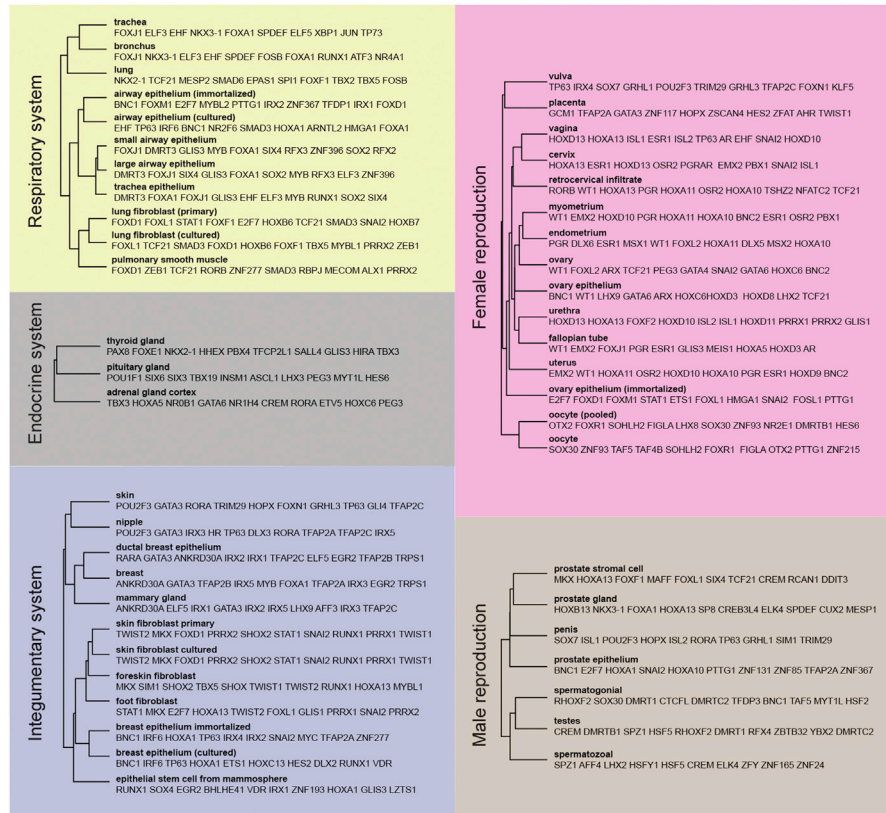 Respiratory system
trachea
FOXJ1 ELF3 EHF NKX3-1 FOXA1 SPDEF ELF5 XBP1 JUN TP73
bronchus
FOXJ1 NKX3-1 ELF3 EHF SPDEF FOSB FOXA1 RUNX1 ATF3 NR4A1
lung
NKX2-1 TCF21 MESP2 SMAD6 EPAS1 SPI1 FOXF1 TBX2 TBX5 FOSB
airway epithelium (immortalized)
BNC1 FOXM1 E2F7 MYBL2 PTTG1 IRX2 ZNF367 TFDP1 IRX1 FOXD1
airway epithelium (cultured)
EHF TP63 IRF6 BNC1 NR2F6 SMAD3 HOXA1 ARNTL2 HMGA1 FOXA1
small airway epithelium
FOXJ1 DMRT3 GLIS3 MYB FOXA1 SIX4 RFX3 ZNF396 SOX2 RFX2
large airway epithelium
DMRT3 FOXJ1 SIX4 GLIS3 FOXA1 SOX2 MYB RFX3 ELF3 ZNF396
trachea epithelium
DMRT3 FOXA1 FOXJ1 GLIS3 EHF ELF3 MYB RUNX1 SOX2 SIX4
lung fibroblast (primary)
FOXD1 FOXL1 STAT1 FOXF1 E2F7 HOXB6 TCF21 SMAD3 SNAI2 HOXB7
lung fibroblast (cultured)
FOXL1 TCF21 SMAD3 FOXD1 HOXB6 FOXF1 TBX5 MYBL1 PRRX2 ZEB1
pulmonary smooth muscle
FOXD1 ZEB1 TCF21 RORB ZNF277 SMAD3 RBPJ MECOM ALX1 PRRX2
Endocrine system
thyroid gland
PAX8 FOXE1 NKX2-1 HHEX PBX4 TFCP2L1 SALL4 GLIS3 HIRA TBX3
pituitary gland
POU1F1 SIX6 SIX3 TBX19 INSM1 ASCL1 LHX3 PEG3 MYT1L HES6
adrenal gland cortex
TBX3 HOXA5 NR0B1 GATA6 NR1H4 CREM RORA ETV5 HOXC6 PEG3
Integumentary system
skin
POU2F3 GATA3 RORA TRIM29 HOPX FOXN1 GRHL3 TP63 GLI4 TFAP2C
nipple
POU2F3 GATA3 IRX3 HR TP63 DLX3 RORA TFAP2A TFAP2C IRX5
ductal breast epithelium
RARA GATA3 ANKRD30A IRX2 IRX1 TFAP2C ELF5 EGR2 TFAP2B TRPS1
breast
ANKRD30A GATA3 TFAP2B IRX5 MYB FOXA1 TFAP2A IRX3 EGR2 TRPS1
mammary gland
ANKRD30A ELF5 IRX1 GATA3 IRX2 IRX5 LHX9 AFF3 IRX3 TFAP2C
skin fibroblast primary
TWIST2 MKX FOXD1 PRRX2 SHOX2 STAT1 SNAI2 RUNX1 PRRX1 TWIST1
skin fibroblast cultured
TWIST2 MKX FOXD1 PRRX2 SHOX2 STAT1 SNAI2 RUNX1 PRRX1 TWIST1
foreskin fibroblast
MKX SIM1 SHOX2 TBX5 SHOX TWIST1 TWIST2 RUNX1 HOXA13 MYBL1
foot fibroblast
STAT1 MKX E2F7 HOXA13 TWIST2 FOXL1 GLIS1 PRRX1 SNAI2 PRRX2
breast epithelium immortalized
BNC1 IRF6 HOXA1 TP63 IRX4 IRX2 SNAI2 MYC TFAP2A ZNF277
breast epithelium (cultured)
BNC1 IRF6 TP63 HOXA1 ETS1 HOXC13 HES2 DLX2 RUNX1 VDR
epithelial stem cell from mammosphere
RUNX1 SOX4 EGR2 BHLHE41 VDR IRX1 ZNF193 HOXA1 GLIS3 LZTS1
Female reproduction
vulva
TP63 IRX4 SOX7 GRHL1 POU2F3 TRIM29 GRHL3 TFAP2C FOXN1 KLF5
placenta
GCM1 TFAP2A GATA3 ZNF117 HOPX ZSCAN4 HES2 ZFAT AHR TWIST1
vagina
HOXD13 HOXA13 ISL1 ESR1 ISL2 TP63 AR EHF SNAI2 HOXD10
cervix
HOXA13 ESR1 HOXD13 OSR2 PGRAR EMX2 PBX1 SNAI2 ISL1
retrocervical infiltrate
RORB WT1 HOXA13 PGR HOXA11 OSR2 HOXA10 TSHZ2 NFATC2 TCF21
myometrium
WT1 EMX2 HOXD10 PGR HOXA11 HOXA10 BNC2 ESR1 OSR2 PBX1
endometrium
PGR DLX6 ESR1 MSX1 WT1 FOXL2 HOXA11 DLX5 MSX2 HOXA10
ovary
WT1 FOXL2 ARX TCF21 PEG3 GATA4 SNAI2 GATA6 HOXC6 BNC2
ovary epithelium
BNC1 WT1 LHX9 GATA6 ARX HOXC6HOXD3 HOXD8 LHX2 TCF21
urethra
HOXD13 HOXA13 FOXF2 HOXD10 ISL2 ISL1 HOXD11 PRRX1 PRRX2 GLIS1
fallopian tube
WT1 EMX2 FOXJ1 PGR ESR1 GLIS3 MEIS1 HOXA5 HOXD3 AR
uterus
EMX2 WT1 HOXA11 OSR2 HOXD10 HOXA10 PGR ESR1 HOXD9 BNC2
ovary epithelium (immortalized)
E2F7 FOXD1 FOXM1 STAT1 ETS1 FOXL1 HMGA1 SNAI2 FOSL1 PTTG1
oocyte (pooled)
OTX2 FOXR1 SOHLH2 FIGLA LHX8 SOX30 ZNF93 NR2E1 DMRTB1 HES6
oocyte
SOX30 ZNF93 TAF5 TAF4B SOHLH2 FOXR1 FIGLA OTX2 PTTG1 ZNF215
Male reproduction
prostate stromal cell
MKX HOXA13 FOXF1 MAFF FOXL1 SIX4 TCF21 CREM RCAN1 DDIT3
prostate gland
HOXB13 NKX3-1 FOXA1 HOXA13 SP8 CREB3L4 ELK4 SPDEF CUX2 MESP1
penis
SOX7 ISL1 POU2F3 HOPX ISL2 RORA TP63 GRHL1 SIM1 TRIM29
prostate epithelium
BNC1 E2F7 HOXA1 SNAI2 HOXA10 PTTG1 ZNF131 ZNF85 TFAP2A ZNF367
spermatogonial
RHOXF2 SOX30 DMRT1 CTCFL DMRTC2 TFDP3 BNC1 TAF5 MYT1L HSF2
testes
CREM DMRTB1 SPZ1 HSF5 RHOXF2 DMRT1 RFX4 ZBTB32 YBX2 DMRTC2
spermatozoal
SPZ1 AFF4 LHX2 HSFY1 HSF5 CREM ELK4 ZFY ZNF165 ZNF24